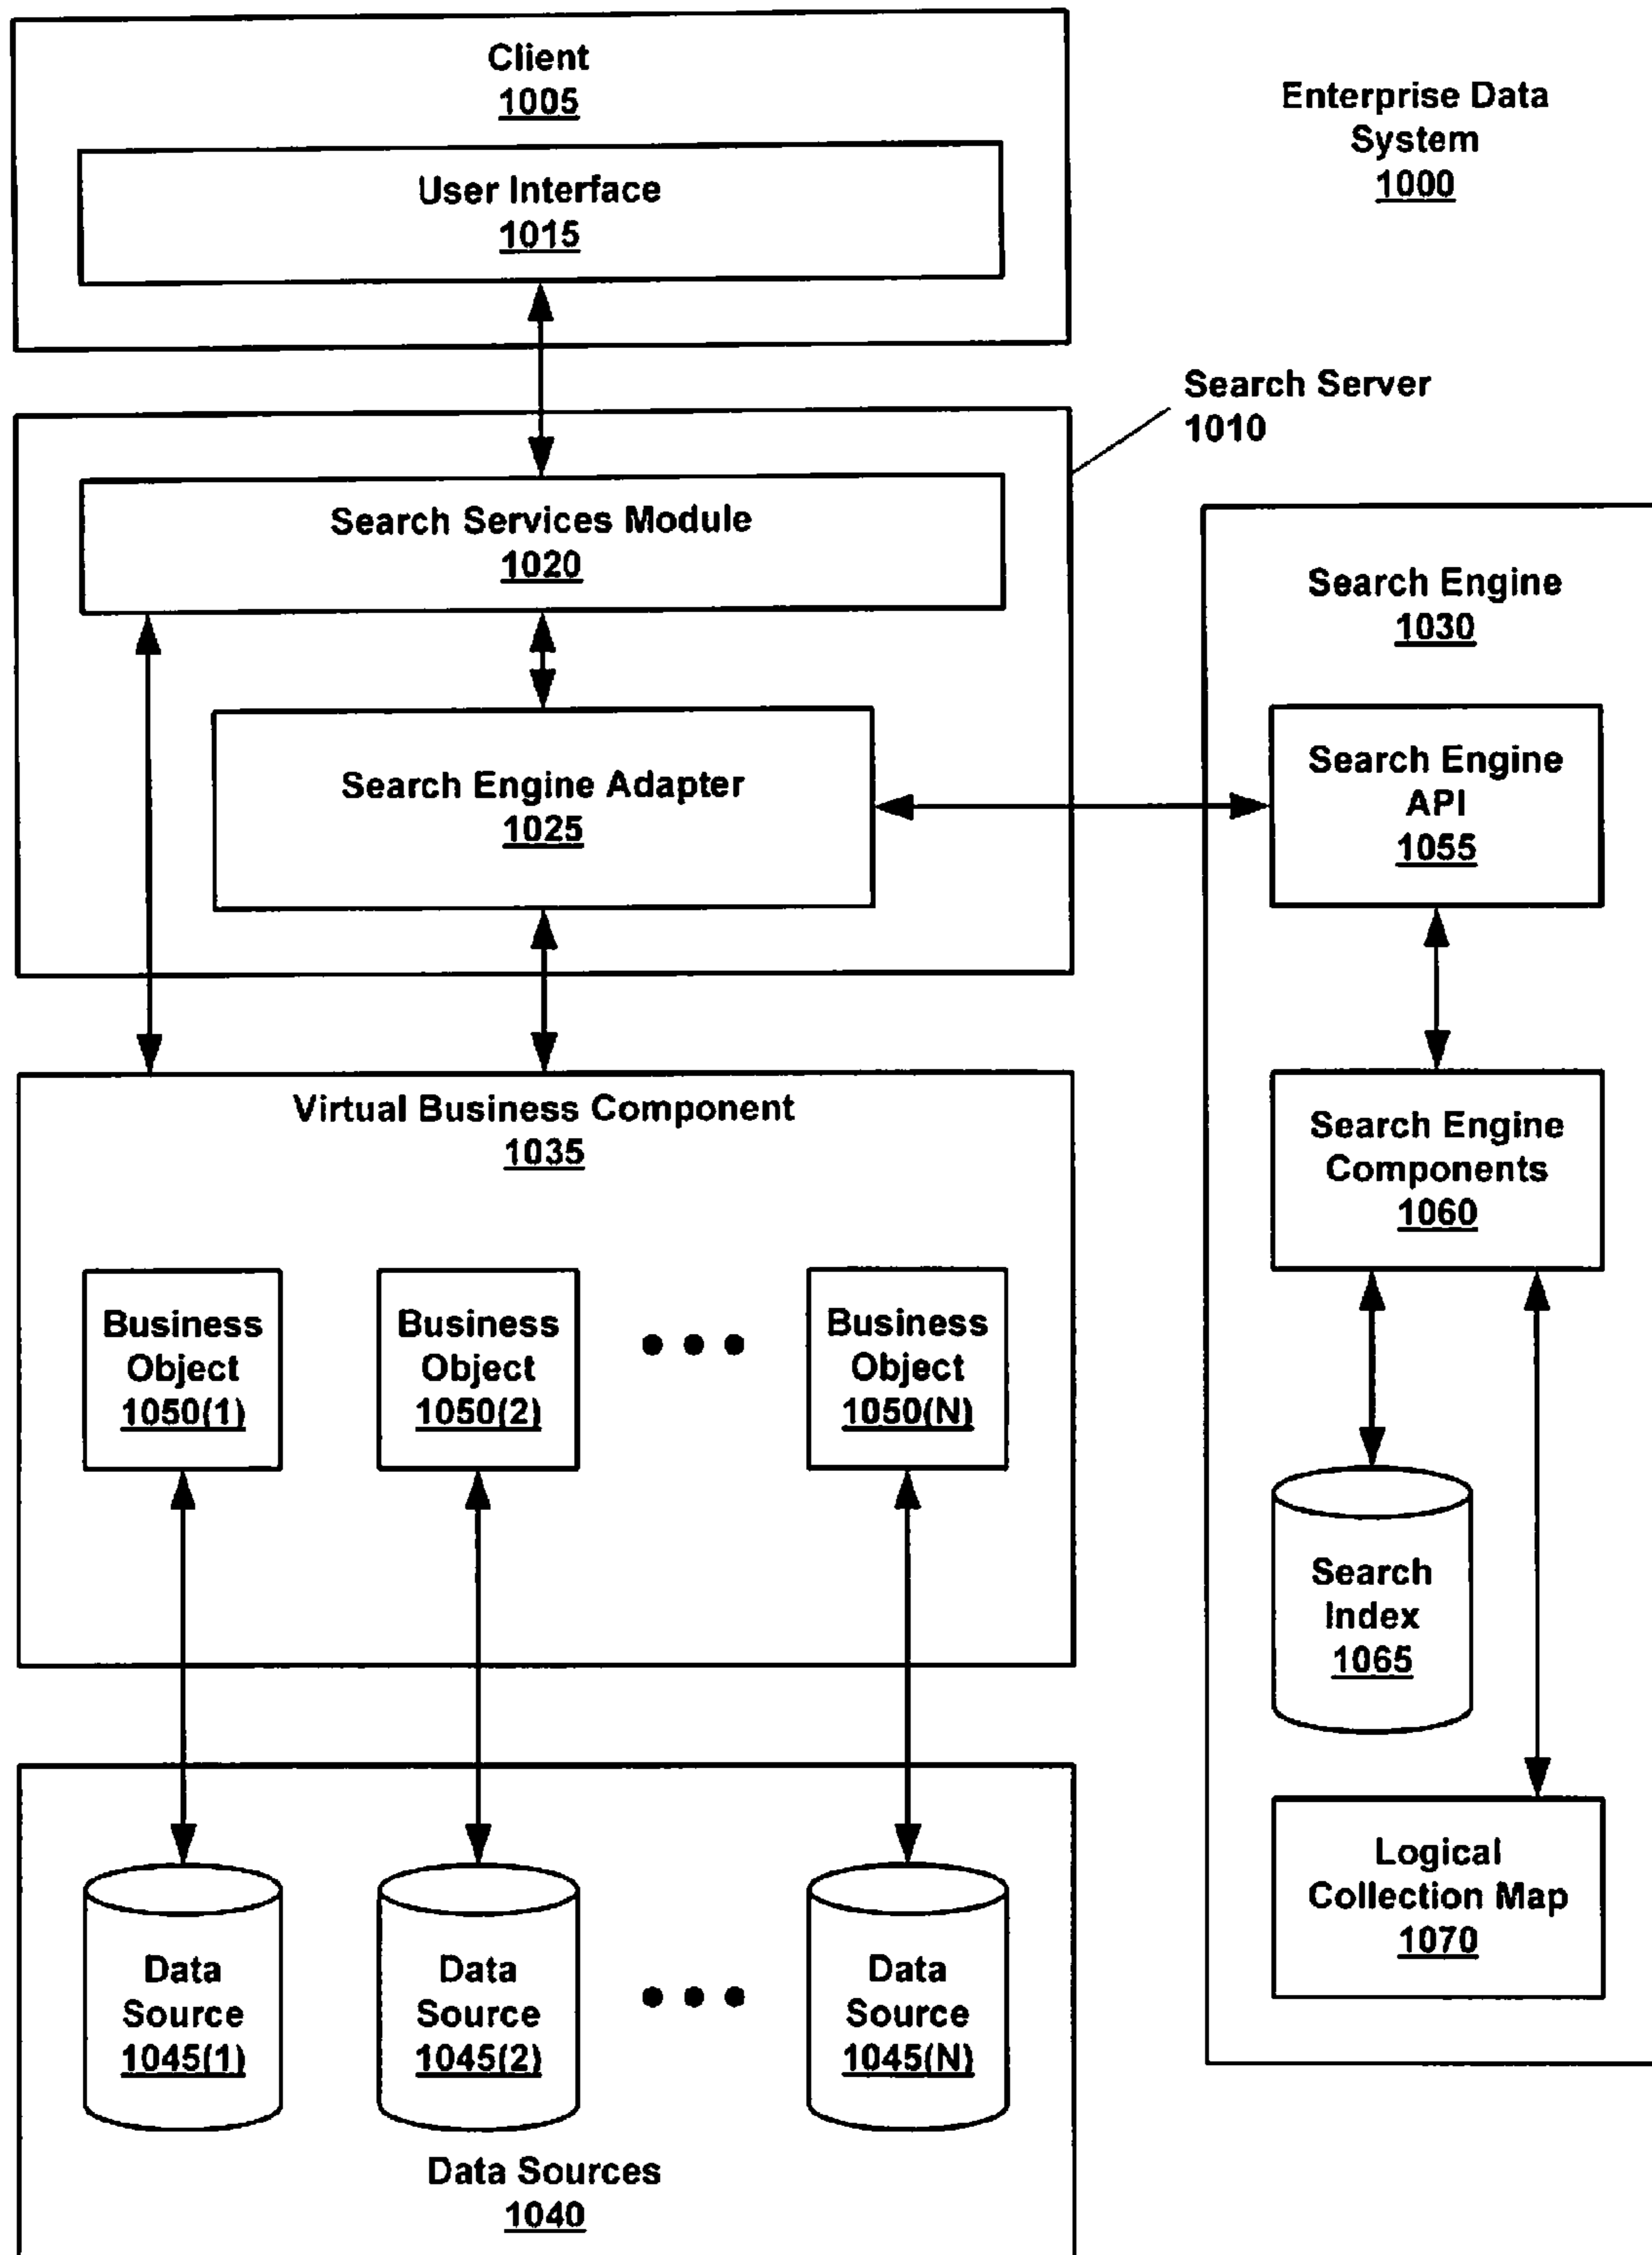 Client
1005
User Interface
1015
Enterprise Data
System
1000
Search Server
1010
Search Services Module
1020
Search Engine Adapter
1025
Search Engine
1030
Search Engine
API
1055
Search Engine
Components
1060
Search
Index
1065
Logical
Collection Map
1070
Virtual Business Component
1035
Business
Object
1050(1)
Business
Object
1050(2)
Business
Object
1050(N)
Data
Source
1045(1)
Data
Source
1045(2)
Data
Source
1045(N)
Data Sources
1040